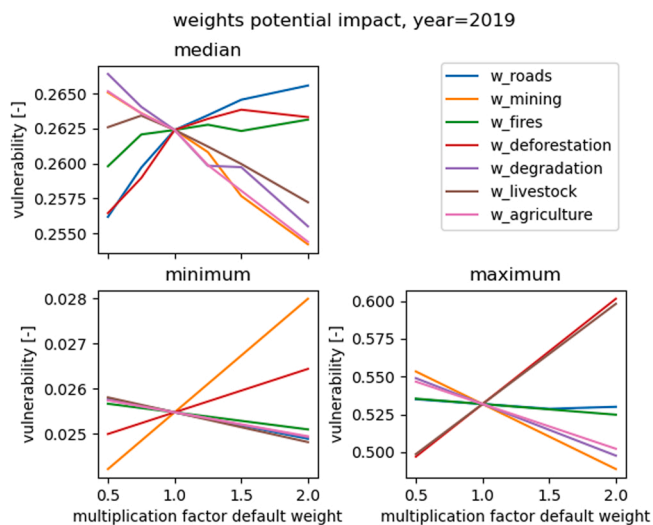 weights potential impact, year=2019
median
0.2650
0.2625
0.2600
0.2575
0.2550
vulnerability [-]
w_roads
w_mining
w_fires
w_deforestation
w_degradation
w_livestock
w_agriculture
minimum
0.028
0.027
0.026
0.025
vulnerability [-]
0.5 1.0 1.5 2.0
multiplication factor default weight
maximum
0.600
0.575
0.550
0.525
0.500
vulnerability [-]
0.5 1.0 1.5 2.0
multiplication factor default weight